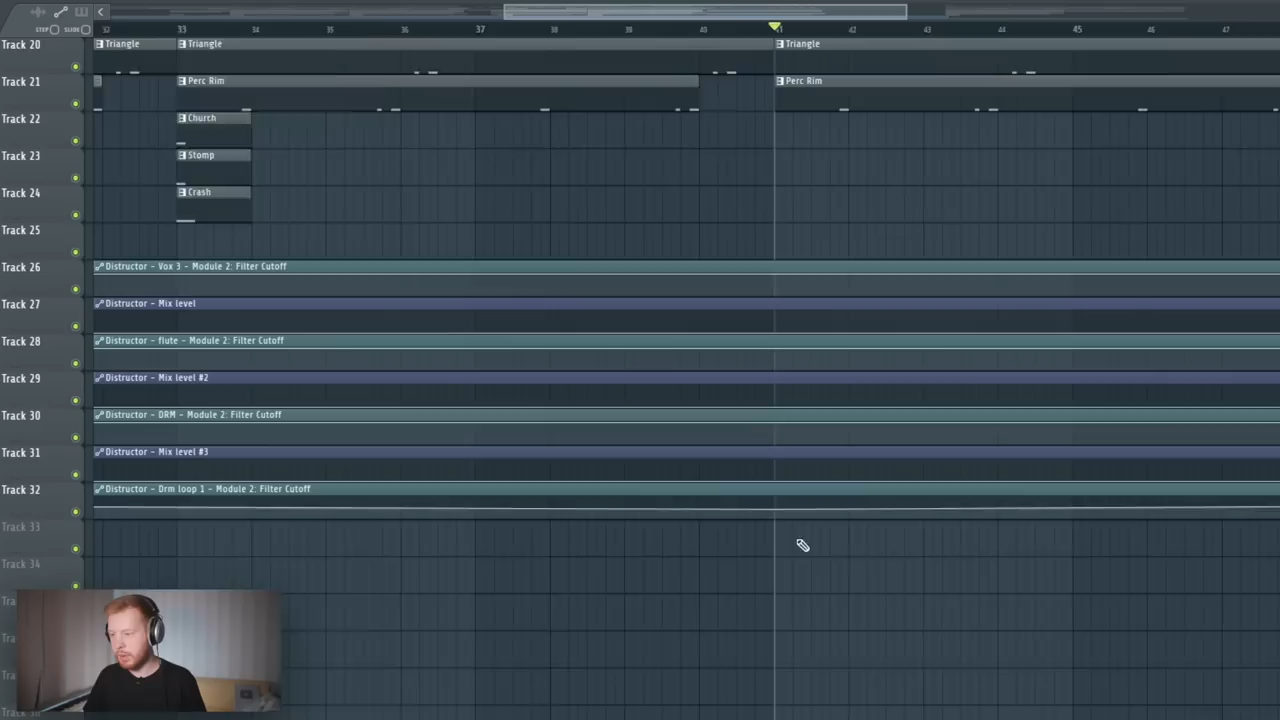 STEP SLIDE
32 33 34 35 36 37 38 39 40 41 42 43 44 45 46 47
Track 20 Triangle Triangle Triangle
Track 21 Perc Rim Perc Rim
Track 22 Church
Track 23 Stomp
Track 24 Crash
Track 25
Track 26 Distructor - Vox 3 - Module 2: Filter Cutoff
Track 27 Distructor - Mix level
Track 28 Distructor - flute - Module 2: Filter Cutoff
Track 29 Distructor - Mix level #2
Track 30 Distructor - DRM - Module 2: Filter Cutoff
Track 31 Distructor - Mix level #3
Track 32 Distructor - Drm loop 1 - Module 2: Filter Cutoff
Track 33
Track 34